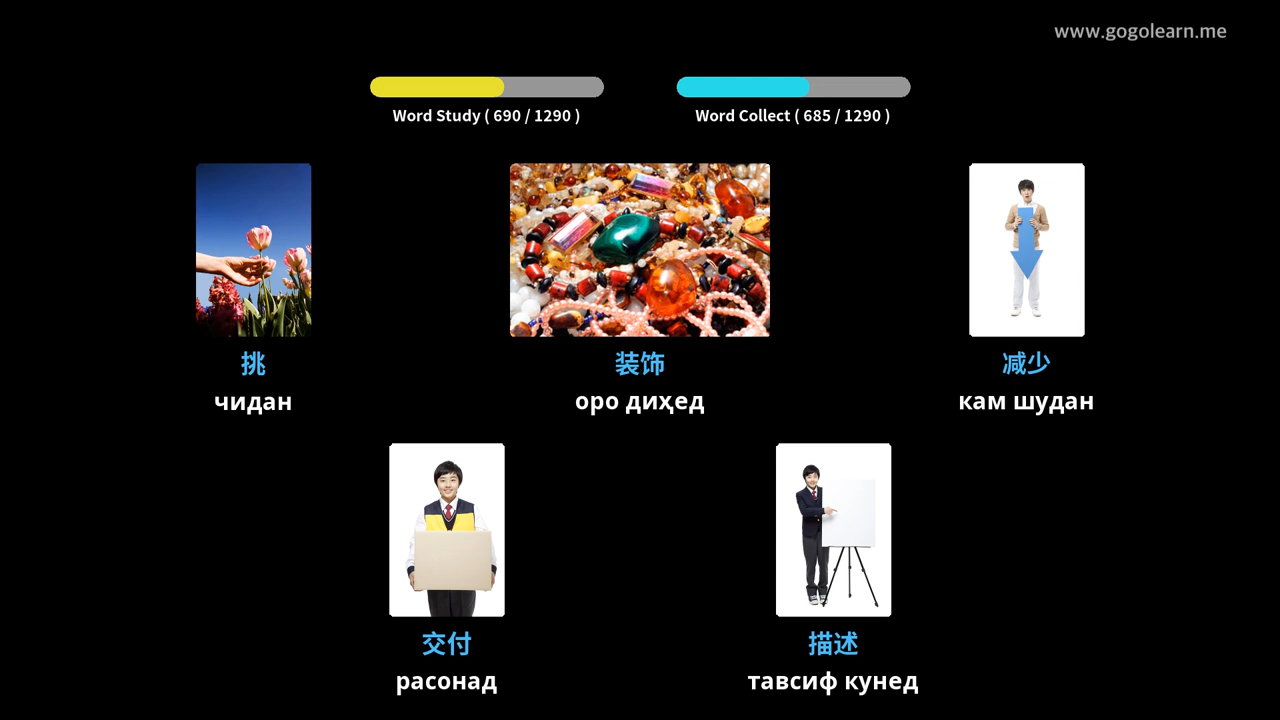 www.gogolearn.me
Word Study ( 690 / 1290 )
Word Collect ( 685 / 1290 )
挑
чидан
装饰
оро диҳед
减少
кам шудан
交付
расонад
描述
тавсиф кунед